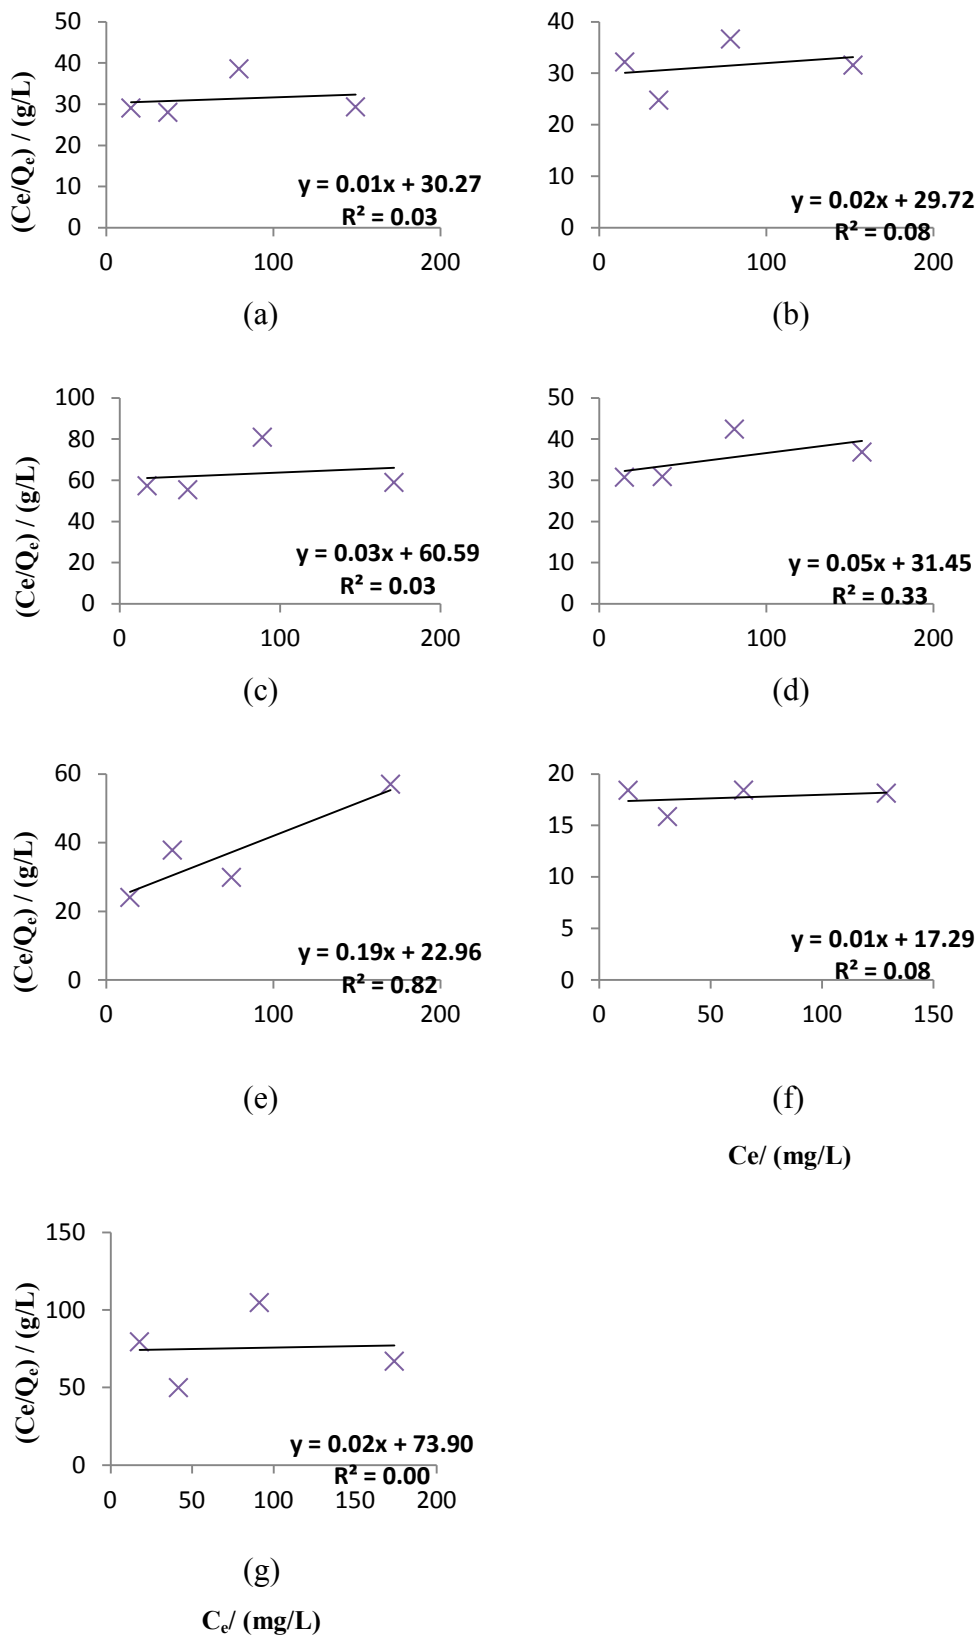 (Ce/Qₑ) / (g/L)
50
40
30
20
10
0
0 100 200
y = 0.01x + 30.27
R² = 0.03
(a)
40
30
20
10
0
0 100 200
y = 0.02x + 29.72
R² = 0.08
(b)
(Ce/Qₑ) / (g/L)
100
80
60
40
20
0
0 100 200
y = 0.03x + 60.59
R² = 0.03
(c)
50
40
30
20
10
0
0 100 200
y = 0.05x + 31.45
R² = 0.33
(d)
(Ce/Qₑ) / (g/L)
60
40
20
0
0 100 200
y = 0.19x + 22.96
R² = 0.82
(e)
20
15
10
5
0
0 50 100 150
y = 0.01x + 17.29
R² = 0.08
(f)
Ce/ (mg/L)
(Ce/Qₑ) / (g/L)
150
100
50
0
0 50 100 150 200
y = 0.02x + 73.90
R² = 0.00
(g)
Cₑ/ (mg/L)